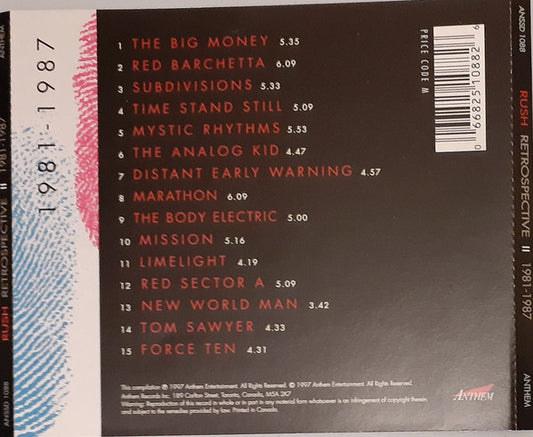 ANTHEM
RUSH RETROSPECTIVE II 1981-1987
ANSSD 1088
1981-1987
1 THE BIG MONEY 5.35
2 RED BARCHETTA 6.09
3 SUBDIVISIONS 5.33
4 TIME STAND STILL 5.09
5 MYSTIC RHYTHMS 5.53
6 THE ANALOG KID 4.47
7 DISTANT EARLY WARNING 4.57
8 MARATHON 6.09
9 THE BODY ELECTRIC 5.00
10 MISSION 5.16
11 LIMELIGHT 4.19
12 RED SECTOR A 5.09
13 NEW WORLD MAN 3.42
14 TOM SAWYER 4.33
15 FORCE TEN 4.31
This compilation ℗ 1997 Anthem Entertainment. All Rights Reserved. © 1997 Anthem Entertainment. All Rights Reserved.
Anthem Records Inc. 189 Carlton Street, Toronto, Canada, M5A 2K7
Warning: Reproduction of this record in whole or in part in any material form whatsoever is an infringement of copyright therein
and subject to the remedies provided by law. Printed in Canada.
PRICE CODE M
0 66825 10882 6
ANTHEM
ANSSD 1088
RUSH RETROSPECTIVE II 1981-1987
ANTHEM